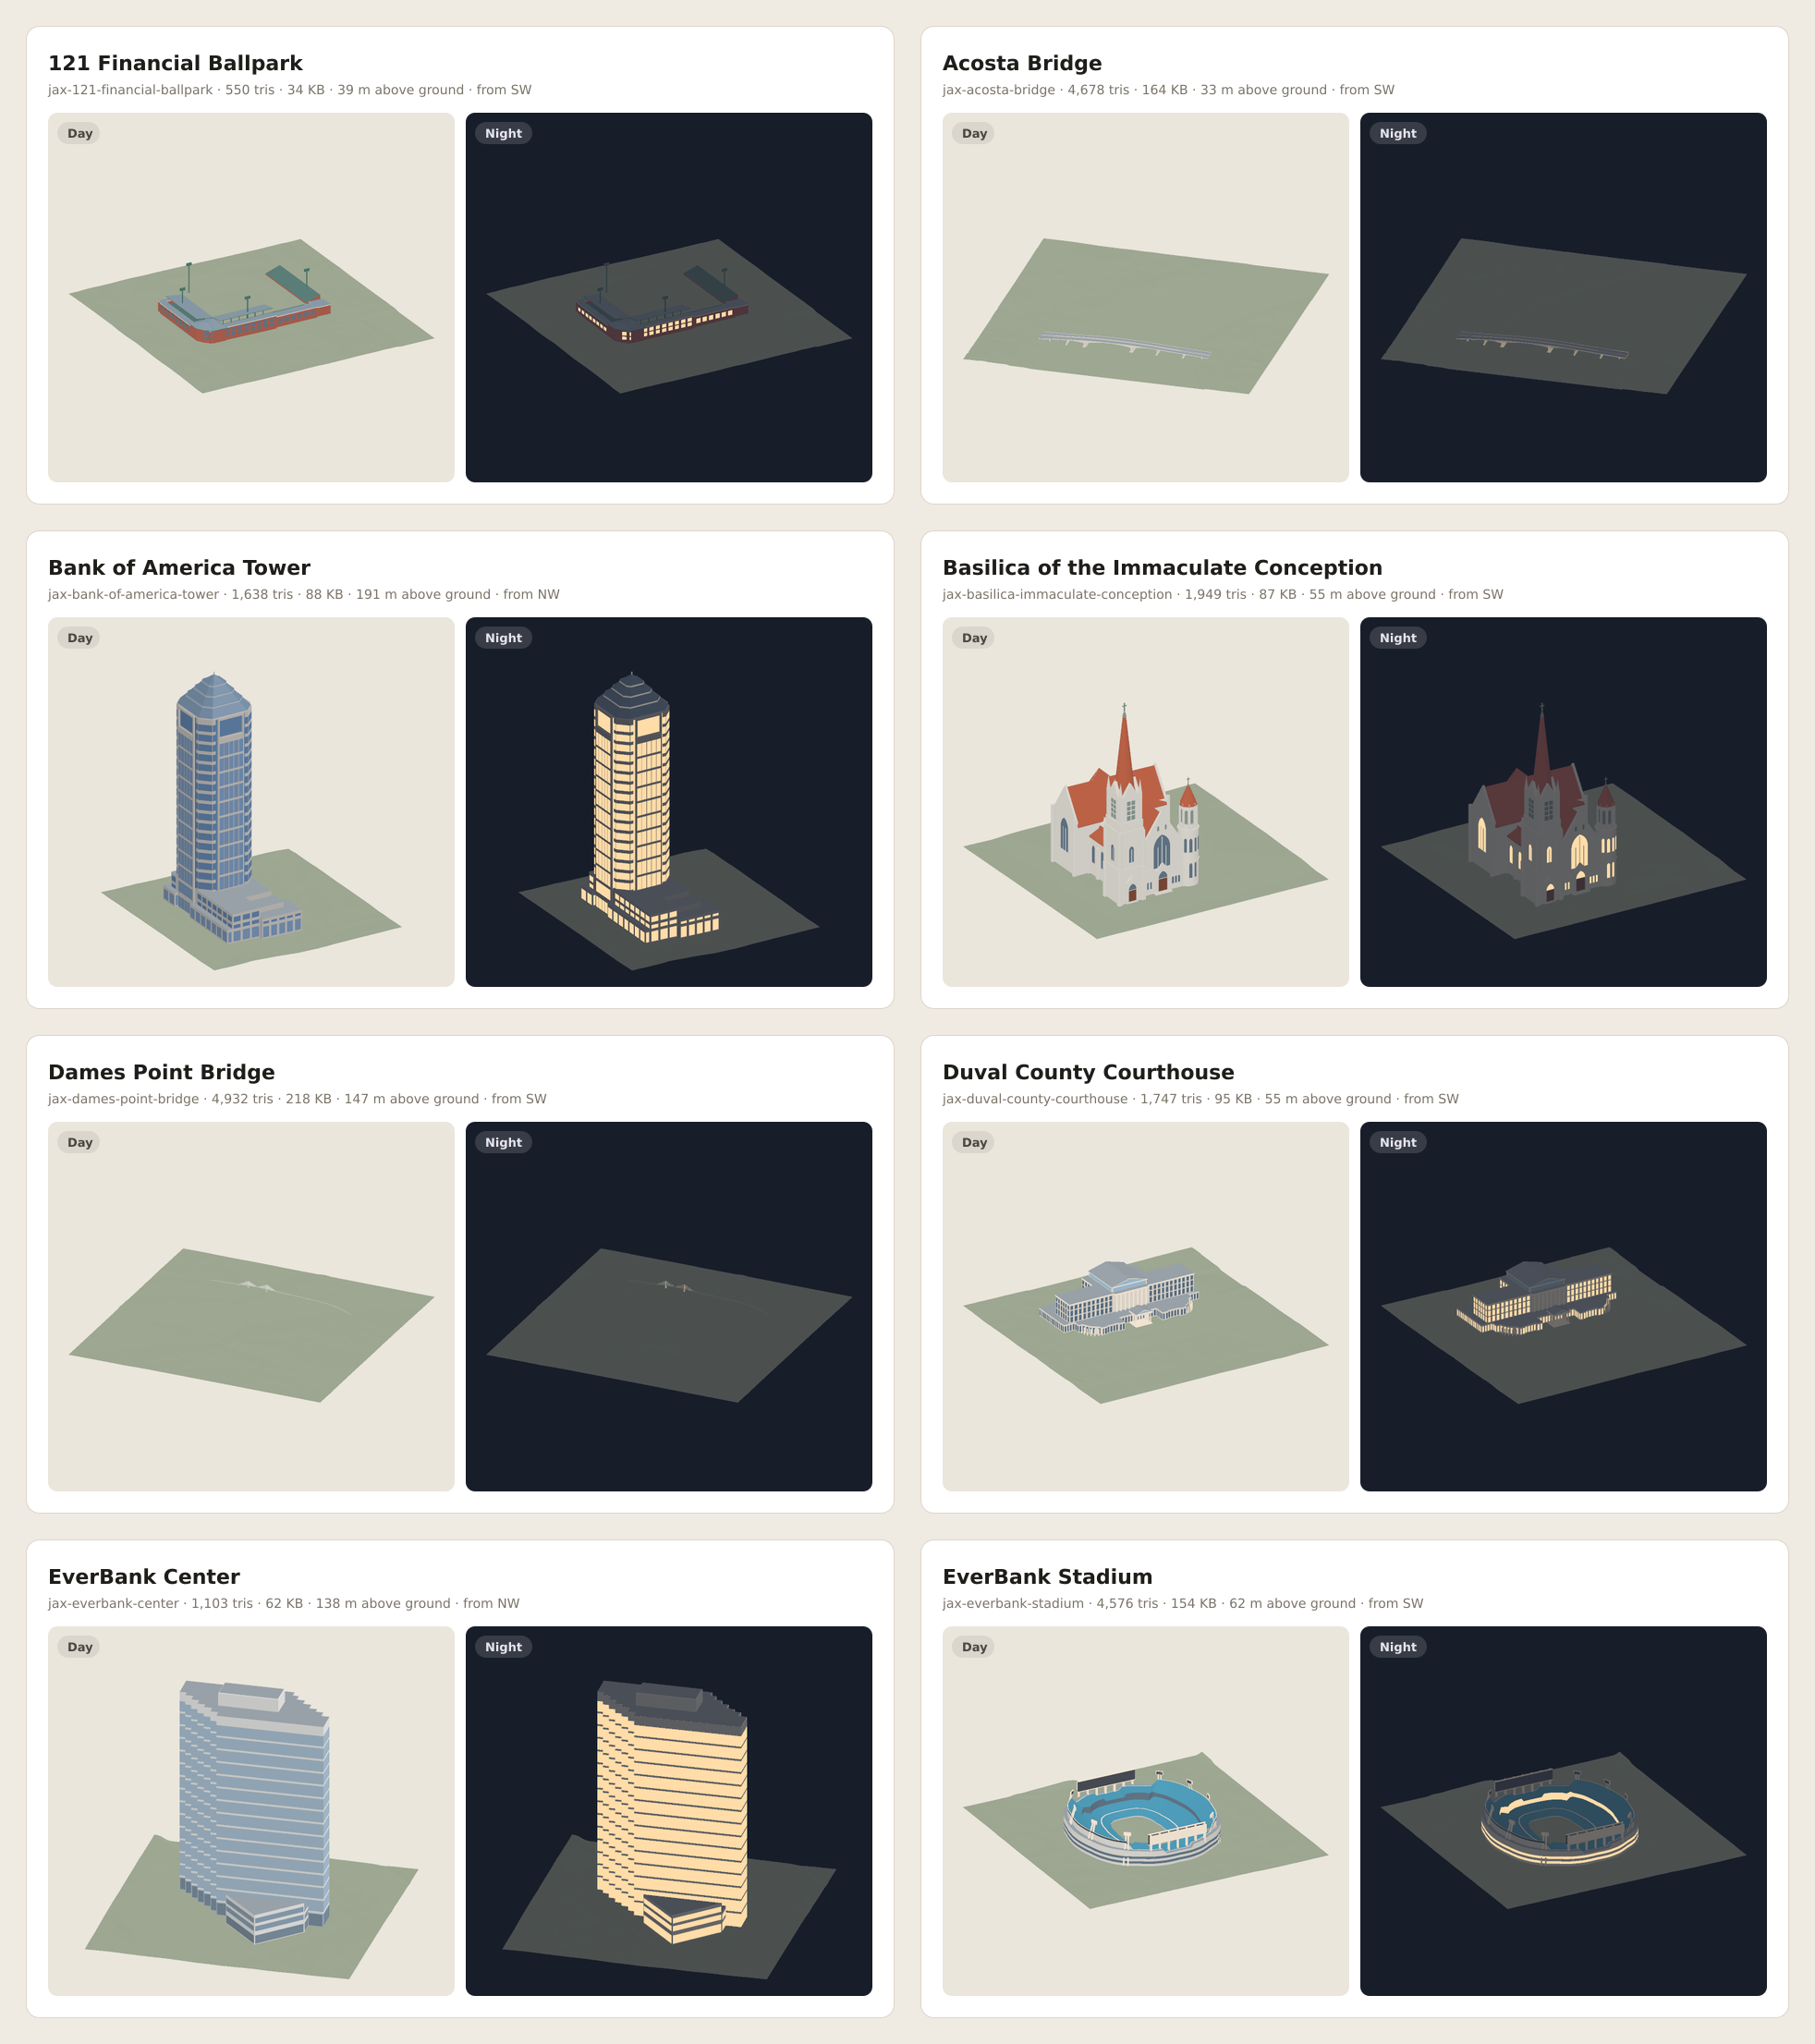 121 Financial Ballpark
jax-121-financial-ballpark · 550 tris · 34 KB · 39 m above ground · from SW
Day
Night
Acosta Bridge
jax-acosta-bridge · 4,678 tris · 164 KB · 33 m above ground · from SW
Day
Night
Bank of America Tower
jax-bank-of-america-tower · 1,638 tris · 88 KB · 191 m above ground · from NW
Day
Night
Basilica of the Immaculate Conception
jax-basilica-immaculate-conception · 1,949 tris · 87 KB · 55 m above ground · from SW
Day
Night
Dames Point Bridge
jax-dames-point-bridge · 4,932 tris · 218 KB · 147 m above ground · from SW
Day
Night
Duval County Courthouse
jax-duval-county-courthouse · 1,747 tris · 95 KB · 55 m above ground · from SW
Day
Night
EverBank Center
jax-everbank-center · 1,103 tris · 62 KB · 138 m above ground · from NW
Day
Night
EverBank Stadium
jax-everbank-stadium · 4,576 tris · 154 KB · 62 m above ground · from SW
Day
Night